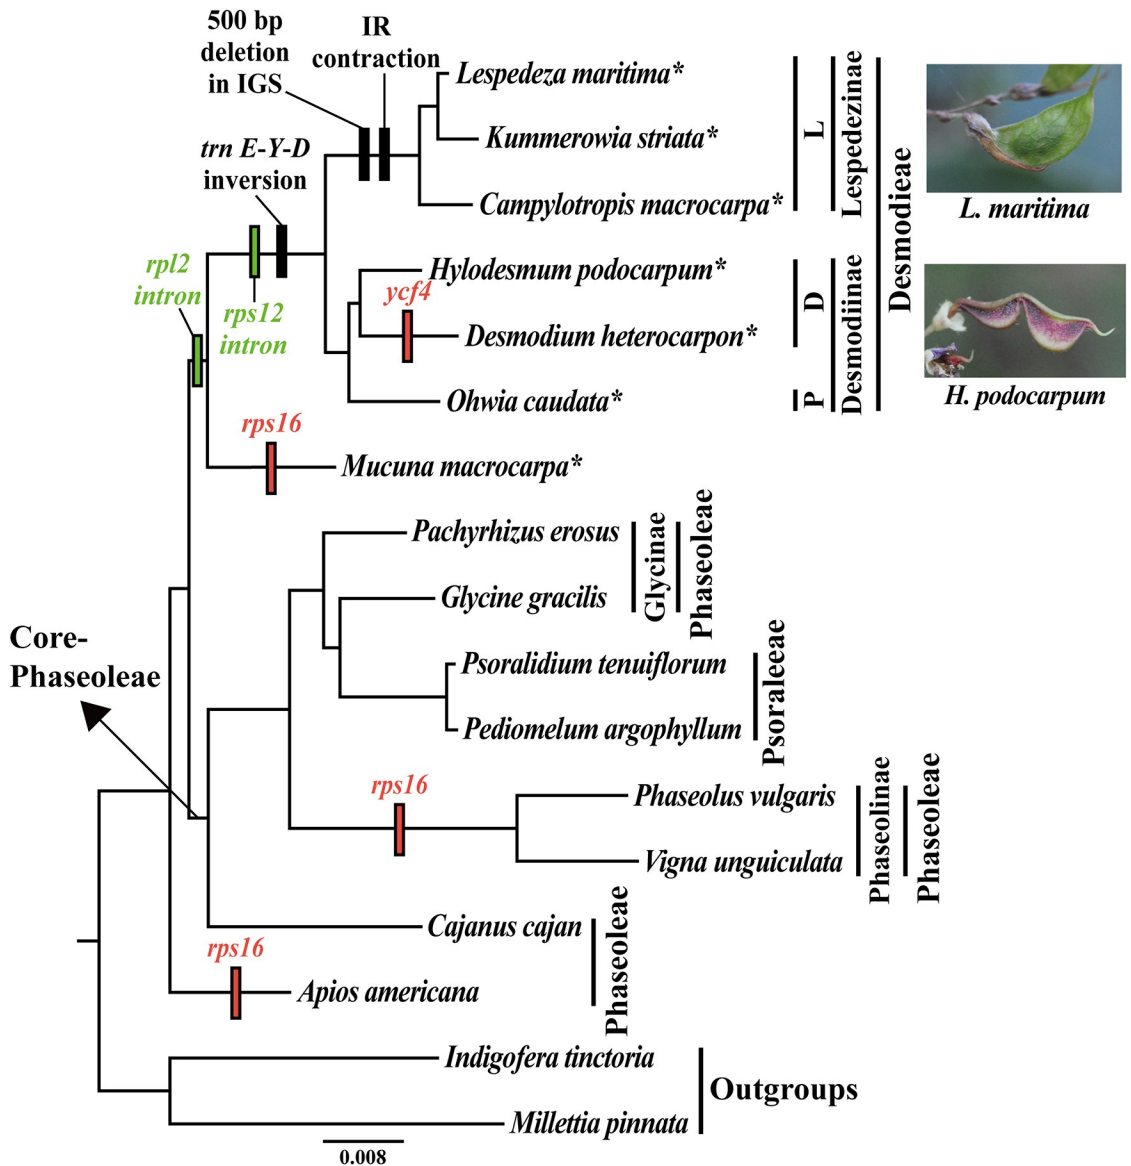 500 bp
deletion
in IGS
IR
contraction
trn E-Y-D
inversion
rpl2
intron
rps12
intron
ycf4
rps16
Lespedeza maritima*
Kummerowia striata*
Campylotropis macrocarpa*
Hylodesmum podocarpum*
Desmodium heterocarpon*
Ohwia caudata*
Mucuna macrocarpa*
L
Lespedezinae
D
P
Desmodiinae
Desmodieae
L. maritima
H. podocarpum
Pachyrhizus erosus
Glycine gracilis
Glycinae
Phaseoleae
Core-
Phaseoleae
Psoralidium tenuiflorum
Pediomelum argophyllum
Psoraleeae
rps16
Phaseolus vulgaris
Vigna unguiculata
Phaseolinae
Phaseoleae
Cajanus cajan
rps16
Apios americana
Phaseoleae
Indigofera tinctoria
Millettia pinnata
Outgroups
0.008